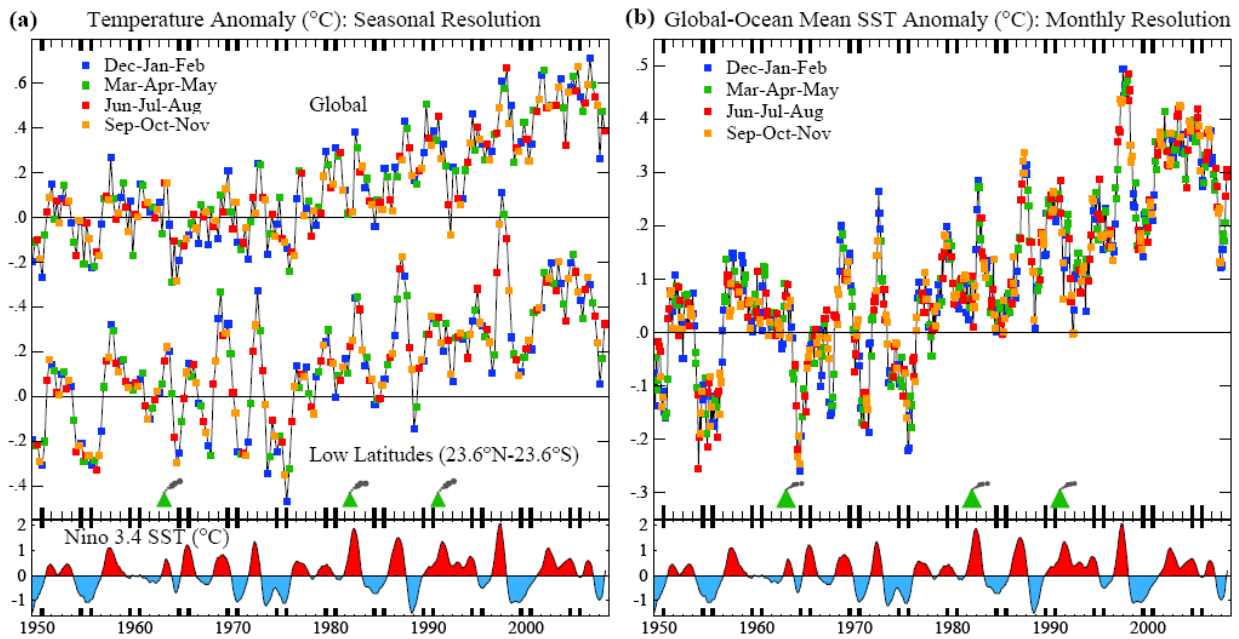 (a) Temperature Anomaly (°C): Seasonal Resolution
Dec-Jan-Feb
Mar-Apr-May
Jun-Jul-Aug
Sep-Oct-Nov
Global
.6
.4
.2
.0
-.2
-.4
.2
.0
-.2
-.4
Low Latitudes (23.6°N-23.6°S)
Nino 3.4 SST (°C)
2
1
0
-1
1950 1960 1970 1980 1990 2000
(b) Global-Ocean Mean SST Anomaly (°C): Monthly Resolution
Dec-Jan-Feb
Mar-Apr-May
Jun-Jul-Aug
Sep-Oct-Nov
.5
.4
.3
.2
.1
.0
-.1
-.2
-.3
2
1
0
-1
1950 1960 1970 1980 1990 2000